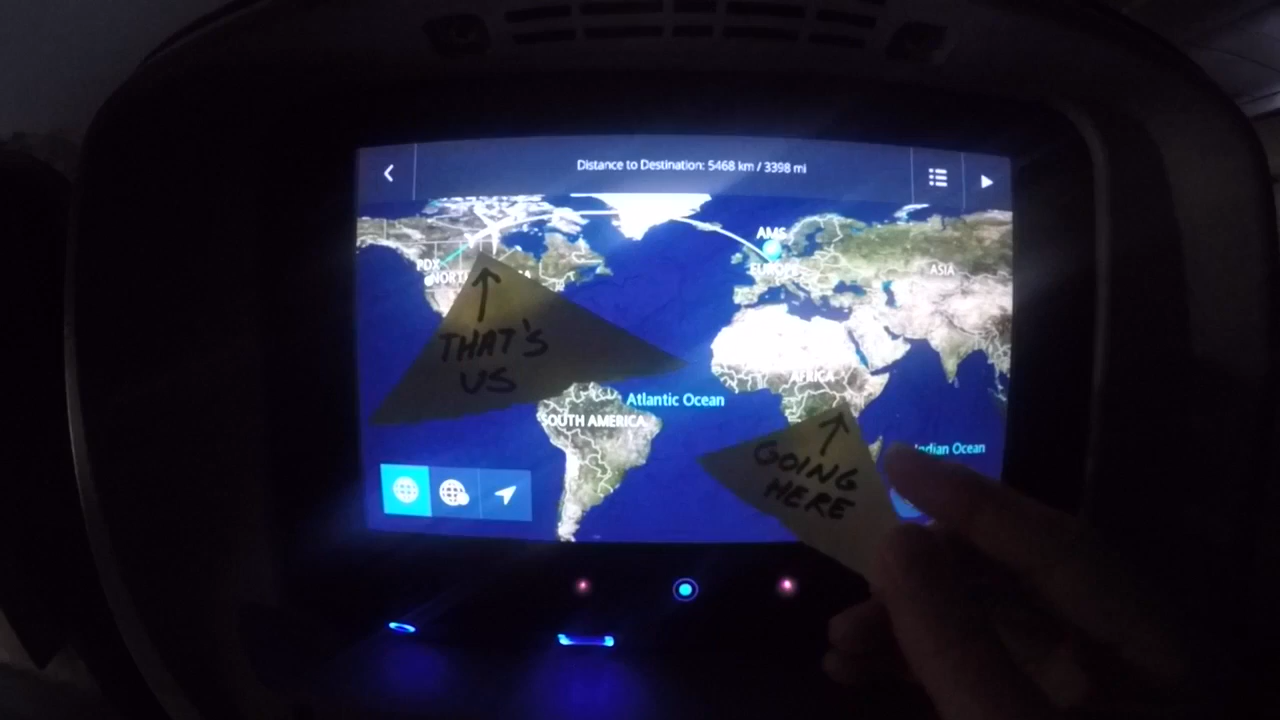 Distance to Destination: 5468 km / 3398 mi
AMS
PDX
EUROPE
ASIA
THAT'S
US
AFRICA
Atlantic Ocean
SOUTH AMERICA
Indian Ocean
GOING
HERE